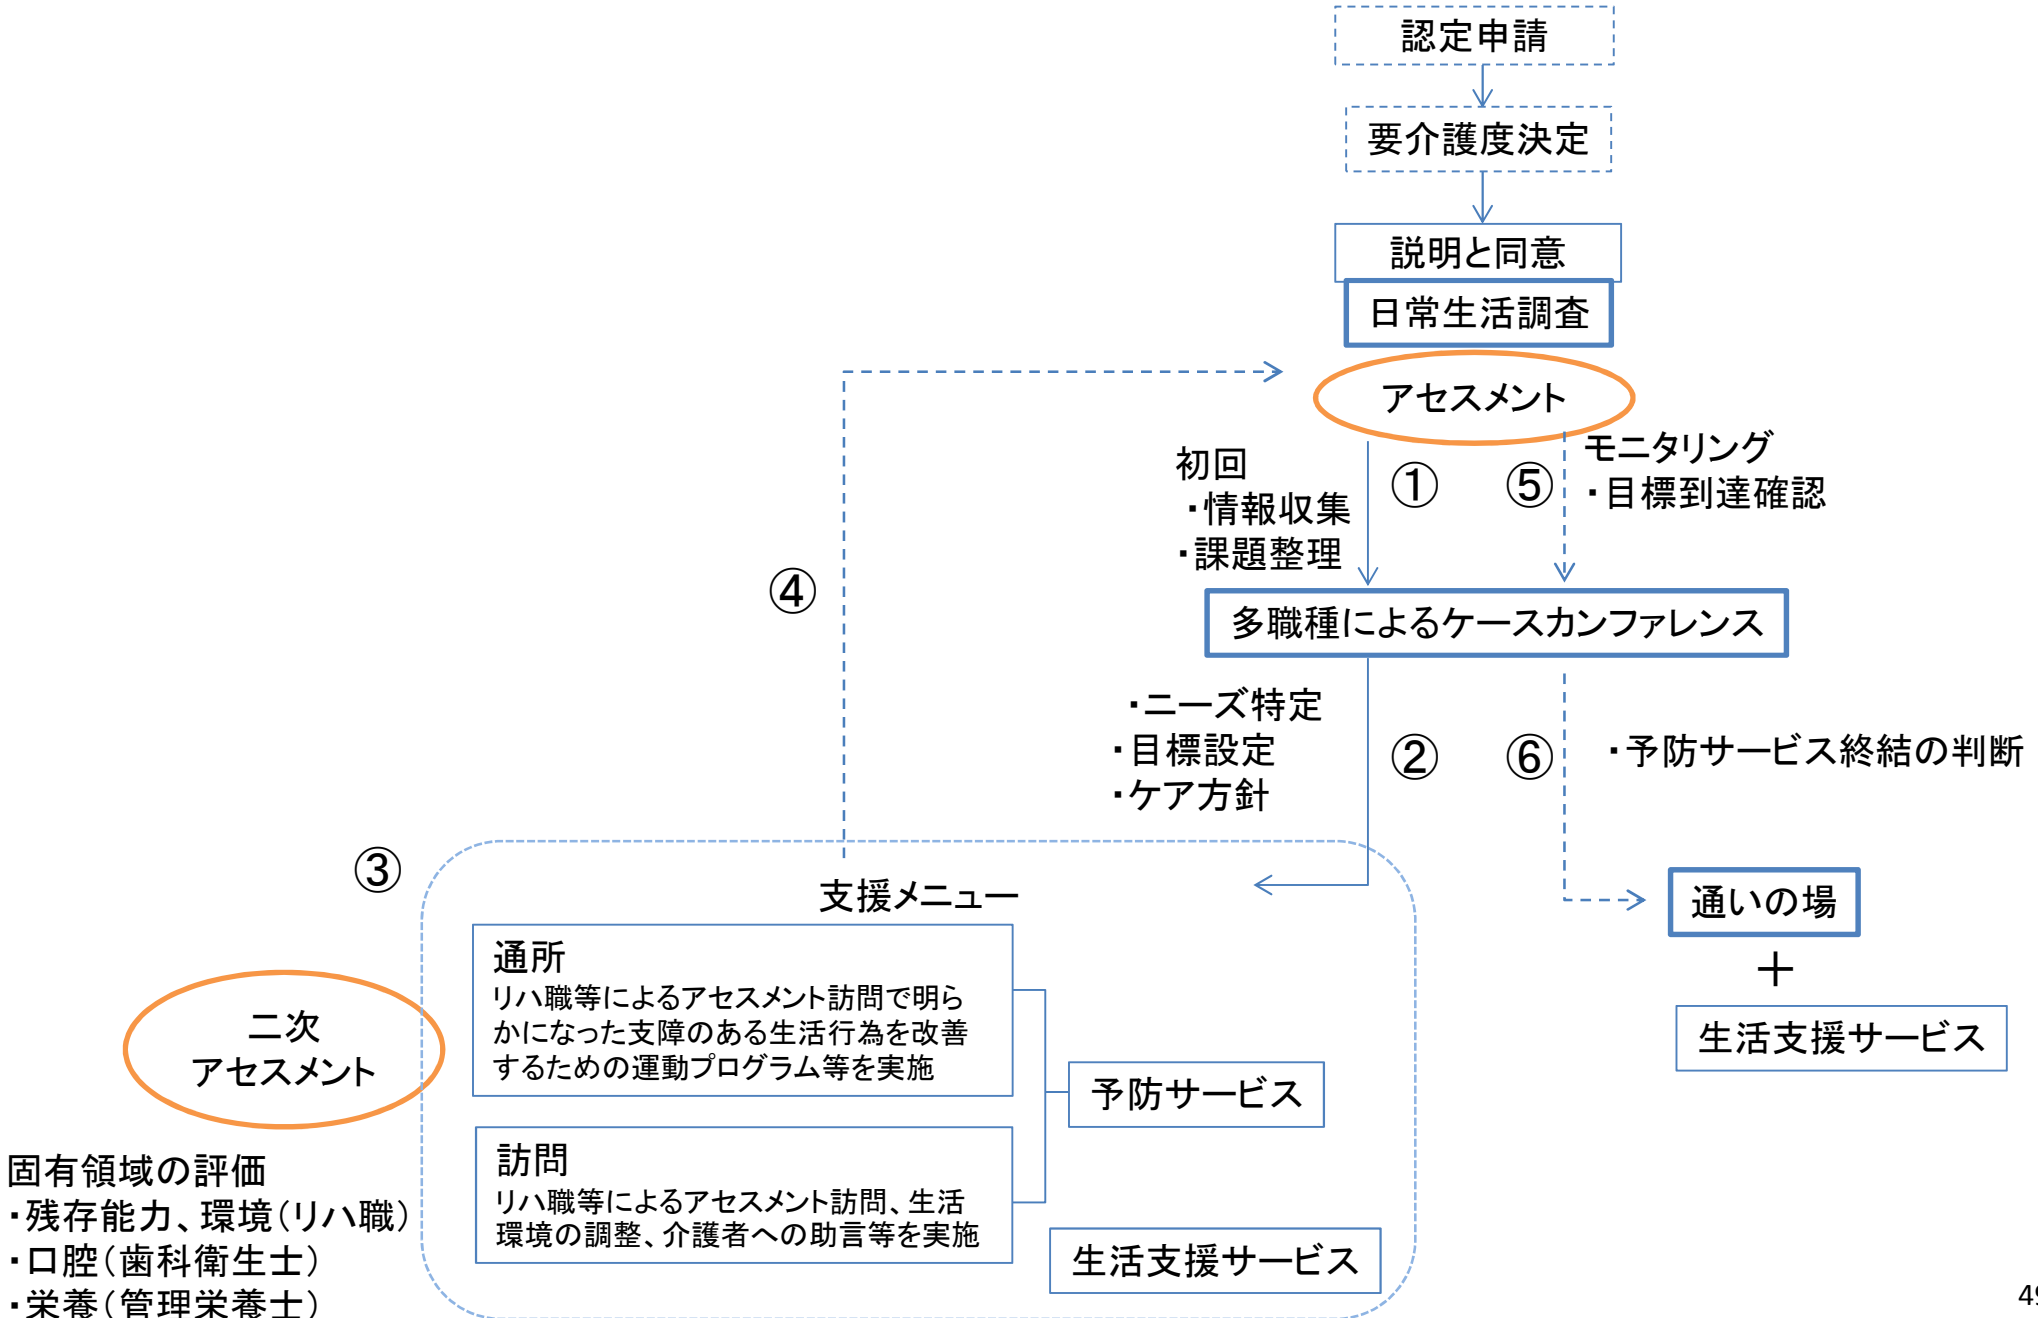 認定申請
要介護度決定
説明と同意
日常生活調査
アセスメント
初回
・情報収集
・課題整理
①
⑤
モニタリング
・目標到達確認
④
多職種によるケースカンファレンス
・ニーズ特定
・目標設定
・ケア方針
②
⑥
・予防サービス終結の判断
③
支援メニュー
通所
リハ職等によるアセスメント訪問で明ら
かになった支障のある生活行為を改善
するための運動プログラム等を実施
予防サービス
訪問
リハ職等によるアセスメント訪問、生活
環境の調整、介護者への助言等を実施
生活支援サービス
通いの場
＋
生活支援サービス
二次
アセスメント
固有領域の評価
・残存能力、環境（リハ職）
・口腔（歯科衛生士）
・栄養（管理栄養士）
49